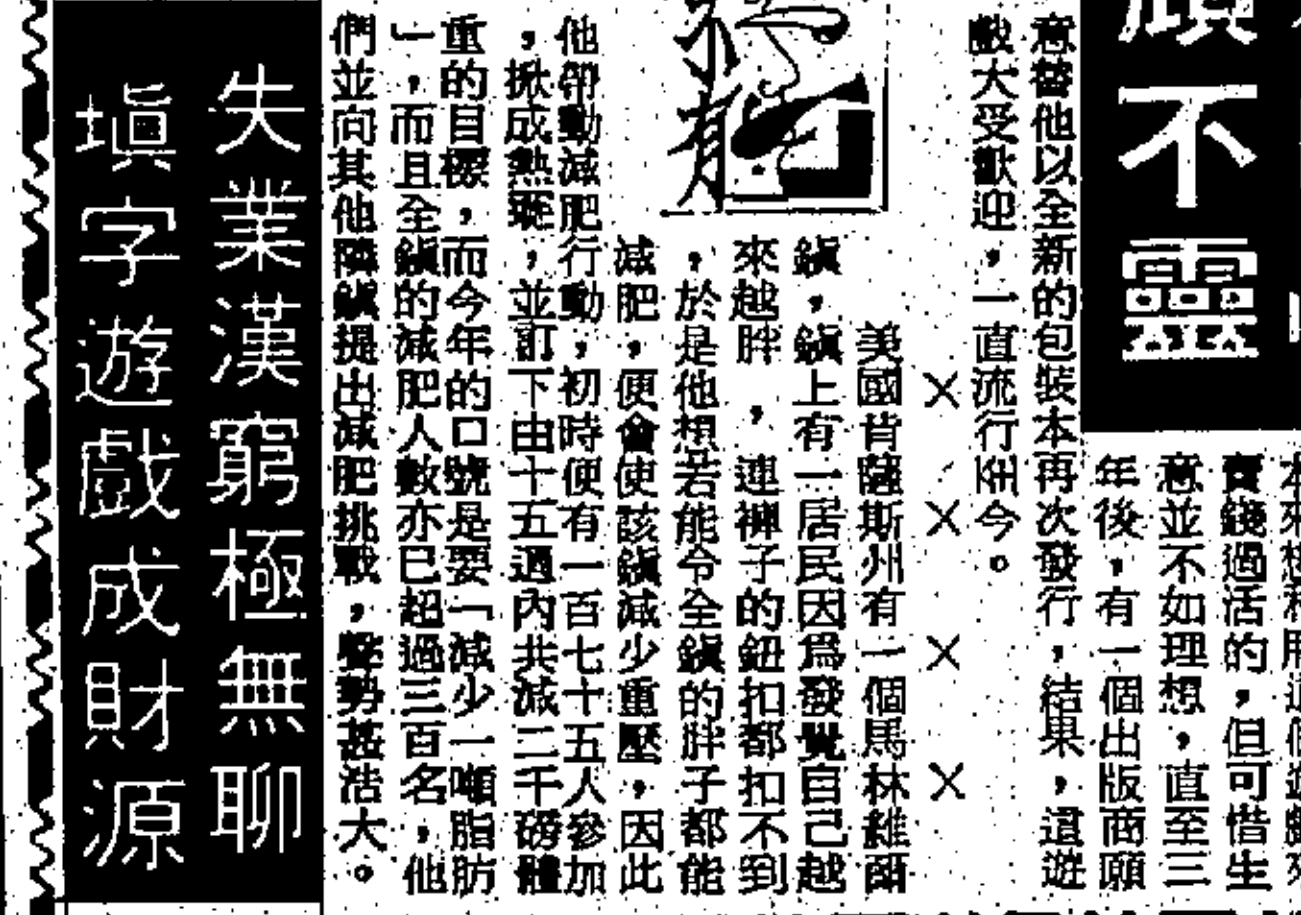 不靈
賣錢過活的，但可惜生
意並不如理想，直至三
年後，有一個出版商願
意替他以全新的包裝本再次發行，結果，這遊
戲大受歡迎，一直流行至今。
××××
美國肯薩斯州有一個馬林維爾
鎭，鎭上有一居民因爲發覺自己越
來越胖，連褲子的鈕扣都扣不到
，於是他想若能令全鎭的胖子都能
減肥，便會使該鎭減少重壓，因此
他帶動減肥行動，初時便有一百七十五人參加
，掀成熱潮，並訂下由十五週內共減二千磅體
重的目標，而今年的口號是要「減少一噸脂肪
」，而且全鎭的減肥人數亦已超過三百名，他
們並向其他隣鎭提出減肥挑戰，聲勢甚浩大。
失業漢窮極無聊
塡字遊戲成財源